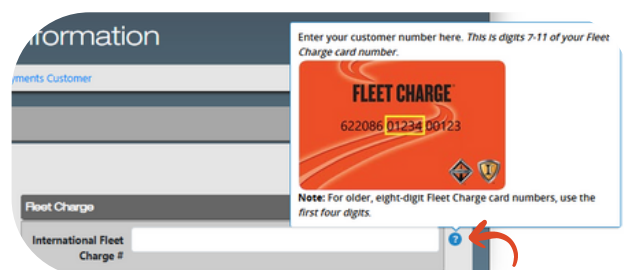 nformation
yments Customer
Fleet Charge
International Fleet
Charge #
?
Enter your customer number here. This is digits 7-11 of your Fleet
Charge card number.
FLEET CHARGE
622086 01234 00123
Note: For older, eight-digit Fleet Charge card numbers, use the
first four digits.